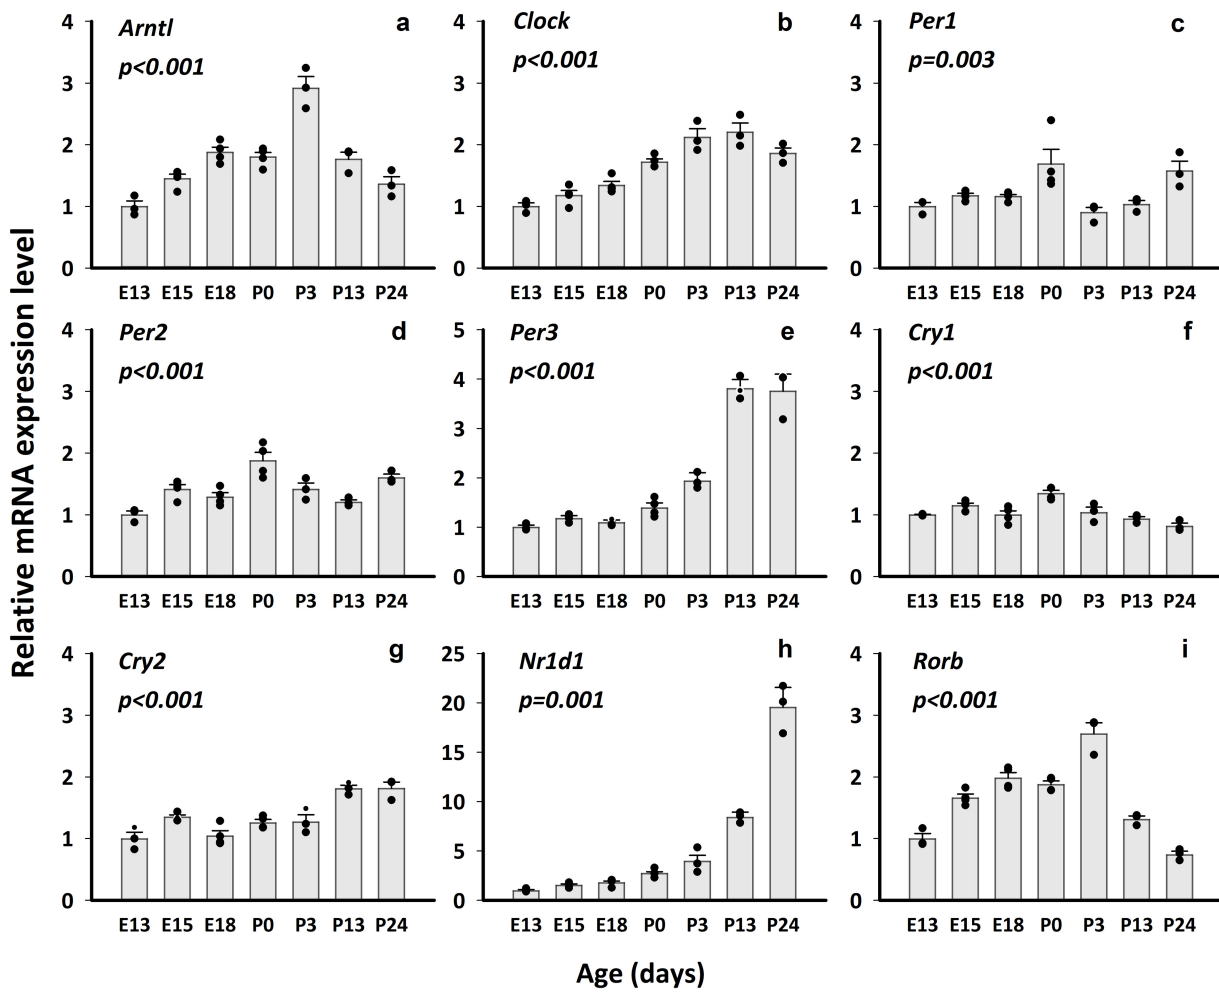 Relative mRNA expression level
Arntl
a
p<0.001
4
3
2
1
0
E13 E15 E18 P0 P3 P13 P24
Clock
b
p<0.001
4
3
2
1
0
E13 E15 E18 P0 P3 P13 P24
Per1
c
p=0.003
4
3
2
1
0
E13 E15 E18 P0 P3 P13 P24
Per2
d
p<0.001
4
3
2
1
0
E13 E15 E18 P0 P3 P13 P24
Per3
e
p<0.001
5
4
3
2
1
0
E13 E15 E18 P0 P3 P13 P24
Cry1
f
p<0.001
4
3
2
1
0
E13 E15 E18 P0 P3 P13 P24
Cry2
g
p<0.001
4
3
2
1
0
E13 E15 E18 P0 P3 P13 P24
Nr1d1
h
p=0.001
25
20
15
10
5
0
E13 E15 E18 P0 P3 P13 P24
Rorb
i
p<0.001
4
3
2
1
0
E13 E15 E18 P0 P3 P13 P24
Age (days)